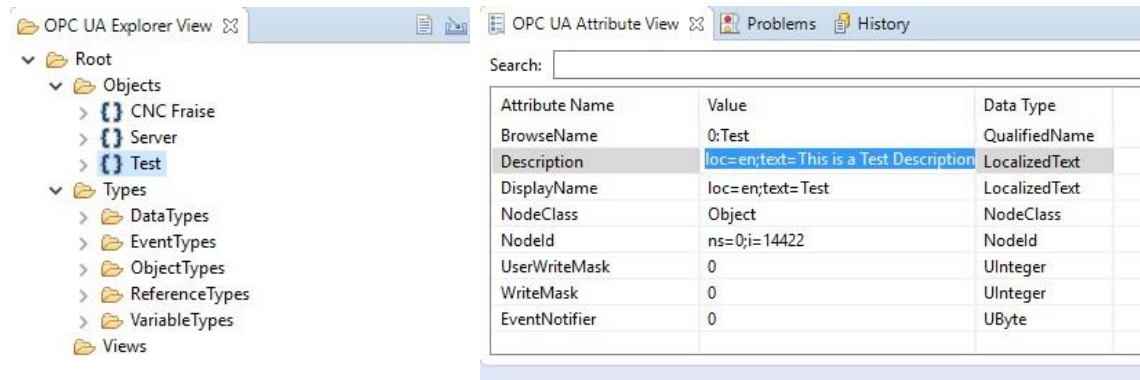 OPC UA Explorer View
Root
Objects
CNC Fraise
Server
Test
Types
DataTypes
EventTypes
ObjectTypes
ReferenceTypes
VariableTypes
Views
OPC UA Attribute View Problems History
Search:
Attribute Name Value Data Type
BrowseName 0:Test QualifiedName
Description loc=en;text=This is a Test Description LocalizedText
DisplayName loc=en;text=Test LocalizedText
NodeClass Object NodeClass
NodeId ns=0;i=14422 NodeId
UserWriteMask 0 UInteger
WriteMask 0 UInteger
EventNotifier 0 UByte